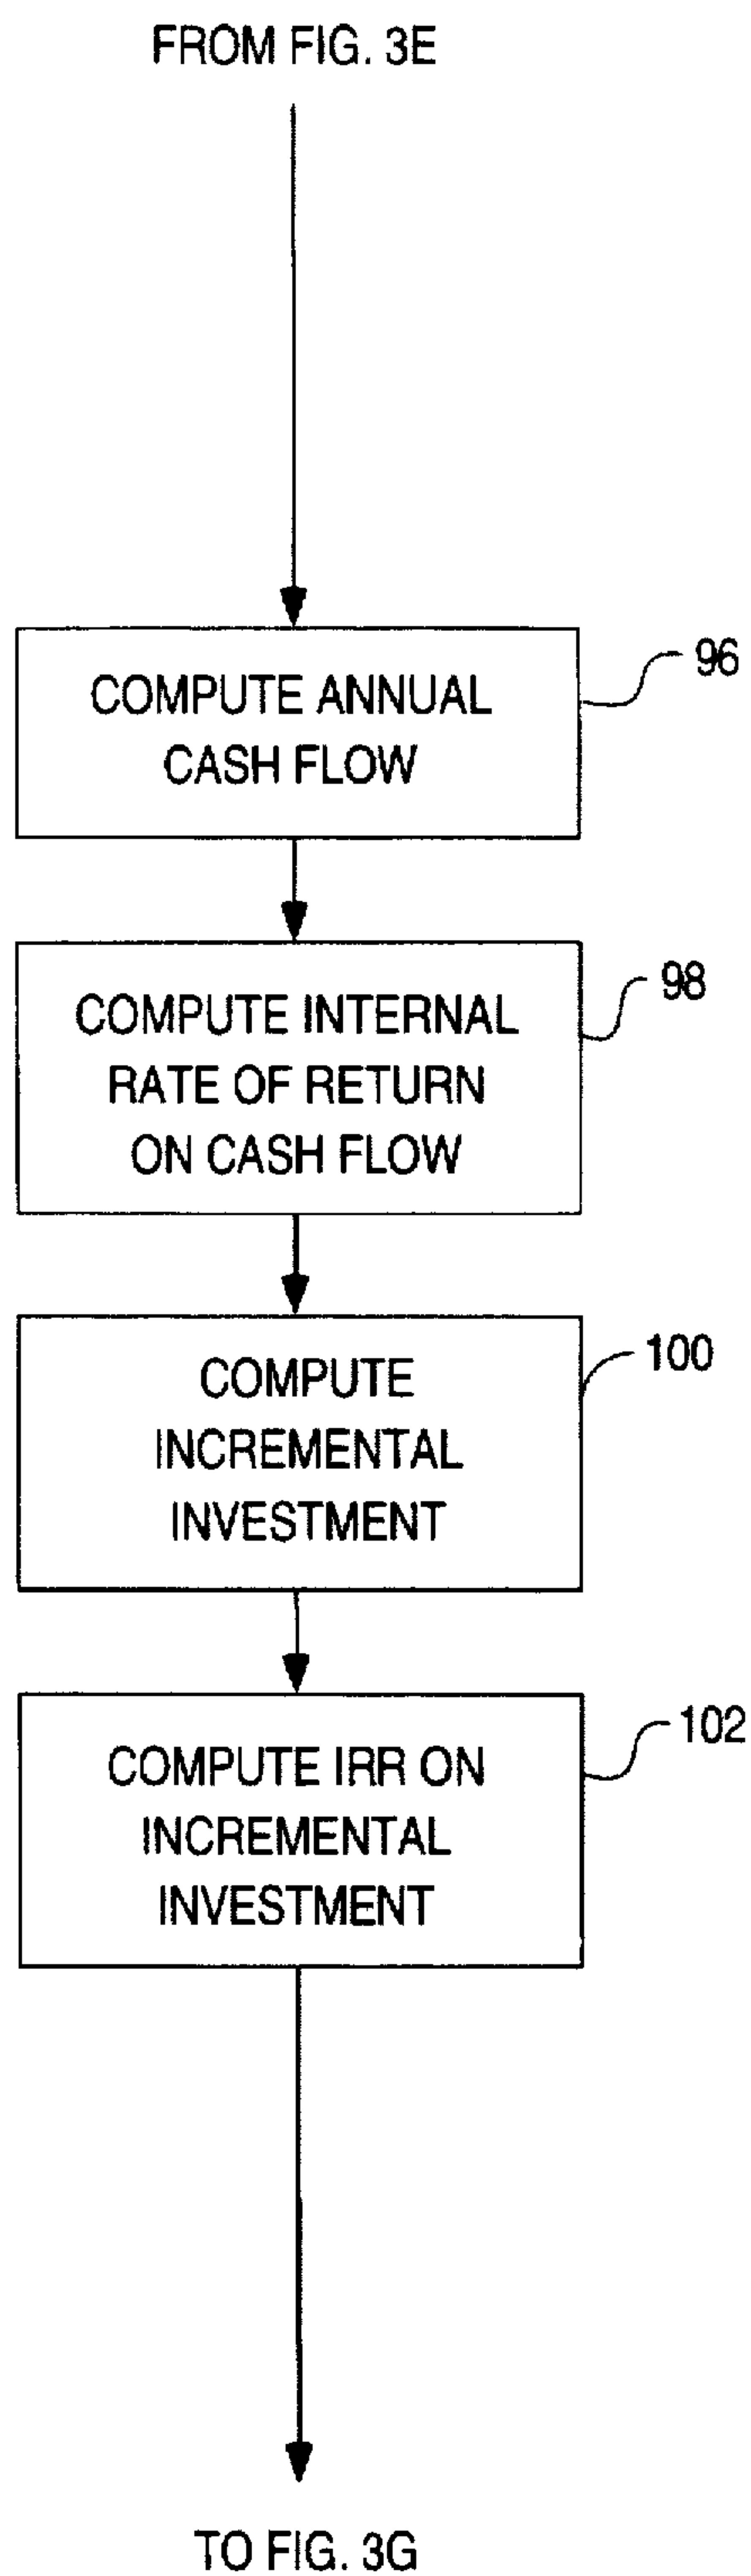 FROM FIG. 3E
COMPUTE ANNUAL
CASH FLOW
96
COMPUTE INTERNAL
RATE OF RETURN
ON CASH FLOW
98
COMPUTE
INCREMENTAL
INVESTMENT
100
COMPUTE IRR ON
INCREMENTAL
INVESTMENT
102
TO FIG. 3G